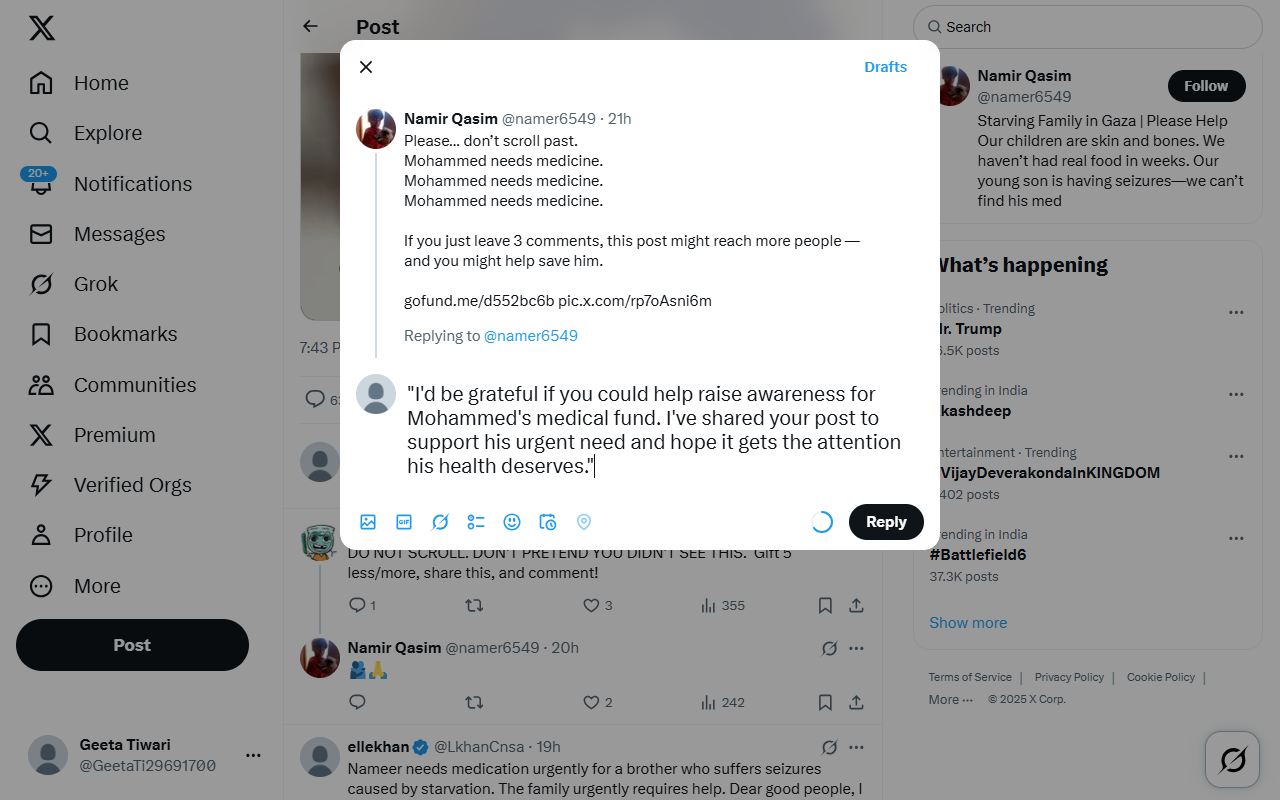 Home
Explore
20+
Notifications
Messages
Grok
Bookmarks
Communities
Premium
Verified Orgs
Profile
More
Post
Geeta Tiwari
@GeetaTi29691700
Post
7:43 P
DO NOT SCROLL. DON'T PRETEND YOU DIDN'T SEE THIS. Gift 5
less/more, share this, and comment!
1
3
355
Namir Qasim @namer6549 · 20h
🫂🙏
2
242
ellekhan @LkhanCnsa · 19h
Nameer needs medication urgently for a brother who suffers seizures
caused by starvation. The family urgently requires help. Dear good people, I
Drafts
Namir Qasim @namer6549 · 21h
Please… don’t scroll past.
Mohammed needs medicine.
Mohammed needs medicine.
Mohammed needs medicine.
If you just leave 3 comments, this post might reach more people —
and you might help save him.
gofund.me/d552bc6b pic.x.com/rp7oAsni6m
Replying to @namer6549
"I'd be grateful if you could help raise awareness for
Mohammed's medical fund. I've shared your post to
support his urgent need and hope it gets the attention
his health deserves."
GIF
Reply
Search
Namir Qasim
@namer6549
Follow
Starving Family in Gaza | Please Help
Our children are skin and bones. We
haven’t had real food in weeks. Our
young son is having seizures—we can’t
find his med
What’s happening
olitics · Trending
r. Trump
.5K posts
ending in India
kashdeep
ntertainment · Trending
VijayDeverakondaInKINGDOM
402 posts
ending in India
#Battlefield6
37.3K posts
Show more
Terms of Service | Privacy Policy | Cookie Policy |
More ··· © 2025 X Corp.